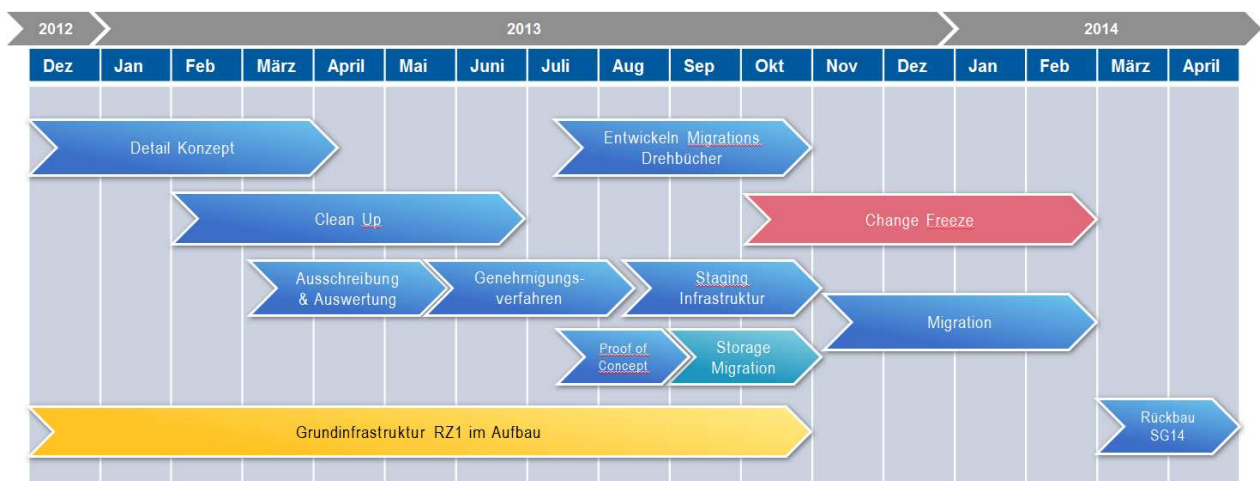 2012
2013
2014
Dez
Jan
Feb
März
April
Mai
Juni
Juli
Aug
Sep
Okt
Nov
Dez
Jan
Feb
März
April
Detail Konzept
Entwickeln Migrations
Drehbücher
Clean Up
Change Freeze
Ausschreibung
& Auswertung
Genehmigungs-
verfahren
Staging
Infrastruktur
Migration
Proof of
Concept
Storage
Migration
Grundinfrastruktur RZ1 im Aufbau
Rückbau
SG14